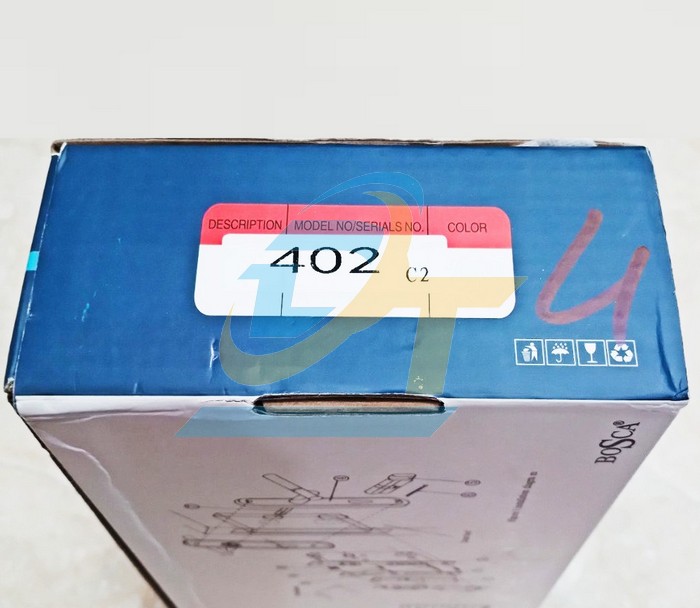 DESCRIPTION MODEL NO/SERIALS NO. COLOR
402 C2
U
BOSCA®